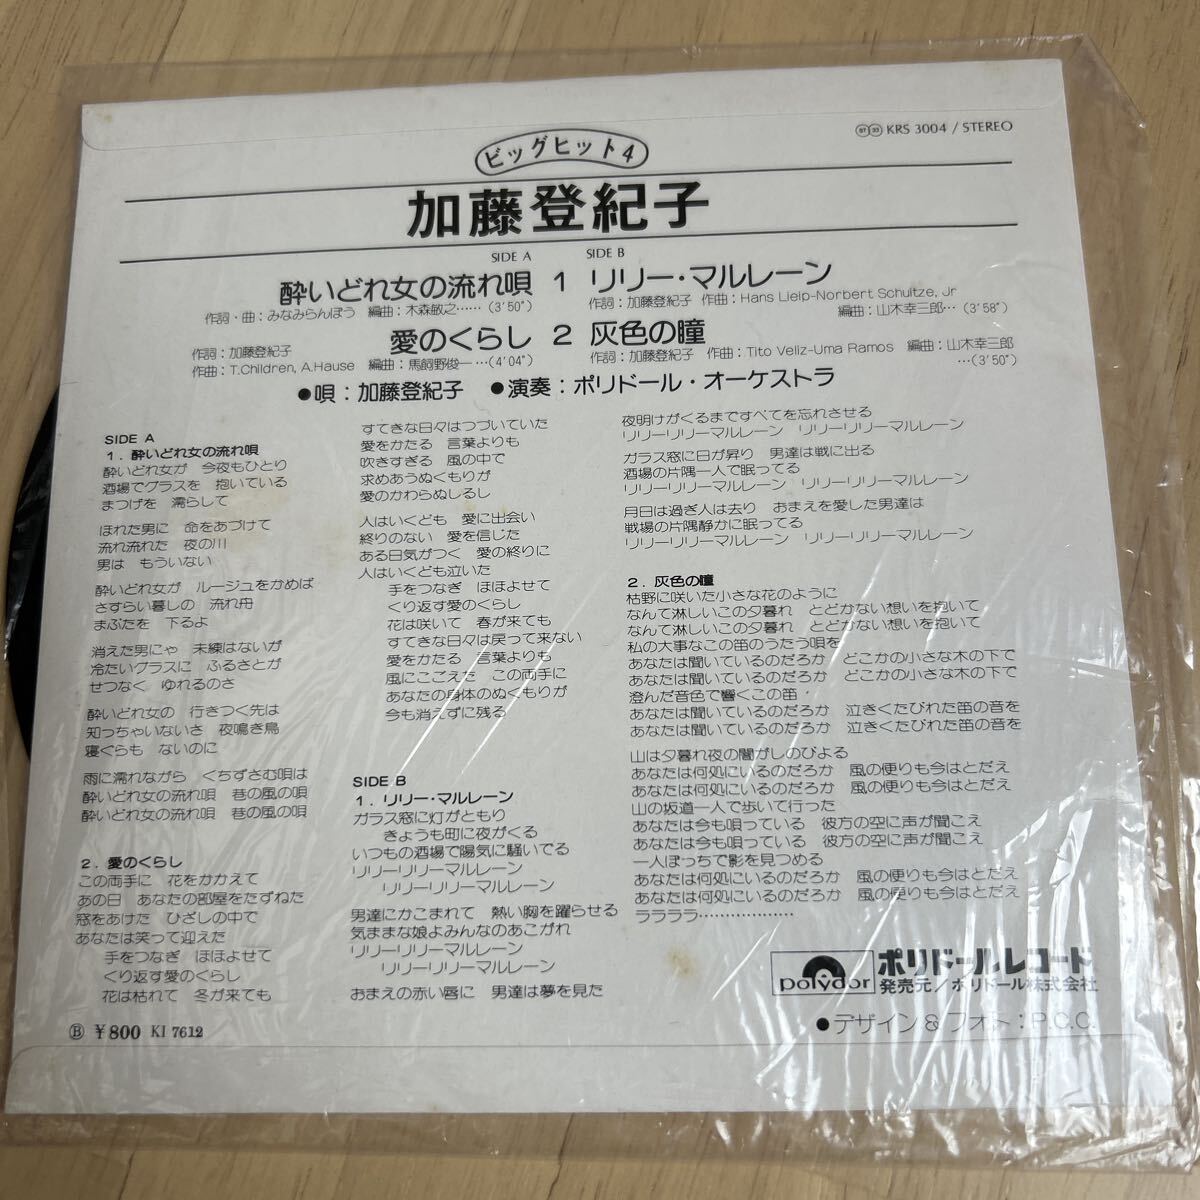 ㊼㉝ KRS 3004 / STEREO
ビッグヒット4
加藤登紀子
SIDE A SIDE B
酔いどれ女の流れ唄 1 リリー・マルレーン
作詞・曲：みなみらんぼう 編曲：木森敏之……(3'50")
作詞：加藤登紀子 作曲：Hans Lieip-Norbert Schultze, Jr
編曲：山木幸三郎…(3'58")
愛のくらし 2 灰色の瞳
作詞：加藤登紀子
作曲：T.Children, A.Hause 編曲：馬飼野俊一…(4'04")
作詞：加藤登紀子 作曲：Tito Veliz-Uma Ramos 編曲：山木幸三郎
…(3'50")
●唄：加藤登紀子 ●演奏：ポリドール・オーケストラ
SIDE A
1．酔いどれ女の流れ唄
酔いどれ女が 今夜もひとり
酒場でグラスを 抱いている
まつげを 濡らして
ほれた男に 命をあづけて
流れ流れた 夜の川
男は もういない
酔いどれ女が ルージュをかめば
さすらい暮しの 流れ舟
まぶたを 下るよ
消えた男にゃ 未練はないが
冷たいグラスに ふるさとが
せつなく ゆれるのさ
酔いどれ女の 行きつく先は
知っちゃいないさ 夜鳴き鳥
寝ぐらも ないのに
雨に濡れながら くちずさむ唄は
酔いどれ女の流れ唄 巷の風の唄
酔いどれ女の流れ唄 巷の風の唄
2．愛のくらし
この両手に 花をかかえて
あの日 あなたの部屋をたずねた
窓をあけた ひざしの中で
あなたは笑って迎えた
手をつなぎ ほほよせて
くり返す愛のくらし
花は枯れて 冬が来ても
すてきな日々はつづいていた
愛をかたる 言葉よりも
吹きすぎる 風の中で
求めあうぬくもりが
愛のかわらぬしるし
人はいくども 愛に出会い
終りのない 愛を信じた
ある日気がつく 愛の終りに
人はいくども泣いた
手をつなぎ ほほよせて
くり返す愛のくらし
花は咲いて 春が来ても
すてきな日々は戻って来ない
愛をかたる 言葉よりも
風にこごえた この両手に
あなたの身体のぬくもりが
今も消えずに残る
SIDE B
1．リリー・マルレーン
ガラス窓に灯がともり
きょうも町に夜がくる
いつもの酒場で陽気に騒いでる
リリーリリーマルレーン
リリーリリーマルレーン
男達にかこまれて 熱い胸を躍らせる
気ままな娘よみんなのあこがれ
リリーリリーマルレーン
リリーリリーマルレーン
おまえの赤い唇に 男達は夢を見た
夜明けがくるまですべてを忘れさせる
リリーリリーマルレーン リリーリリーマルレーン
ガラス窓に日が昇り 男達は戦に出る
酒場の片隅一人で眠ってる
リリーリリーマルレーン リリーリリーマルレーン
月日は過ぎ人は去り おまえを愛した男達は
戦場の片隅静かに眠ってる
リリーリリーマルレーン リリーリリーマルレーン
2．灰色の瞳
枯野に咲いた小さな花のように
なんて淋しいこの夕暮れ とどかない想いを抱いて
なんて淋しいこの夕暮れ とどかない想いを抱いて
私の大事なこの笛のうたう唄を
あなたは聞いているのだろか どこかの小さな木の下で
あなたは聞いているのだろか どこかの小さな木の下で
澄んだ音色で響くこの笛
あなたは聞いているのだろか 泣きくたびれた笛の音を
あなたは聞いているのだろか 泣きくたびれた笛の音を
山は夕暮れ夜の闇がしのびよる
あなたは何処にいるのだろか 風の便りも今はとだえ
あなたは何処にいるのだろか 風の便りも今はとだえ
山の坂道一人で歩いて行った
あなたは今も唄っている 彼方の空に声が聞こえ
あなたは今も唄っている 彼方の空に声が聞こえ
一人ぼっちで影を見つめる
あなたは何処にいるのだろか 風の便りも今はとだえ
あなたは何処にいるのだろか 風の便りも今はとだえ
ララララ………………
polydor ポリドールレコード
発売元／ポリドール株式会社
●デザイン＆フォト：P.C.C.
Ⓑ ￥800 KI 7612